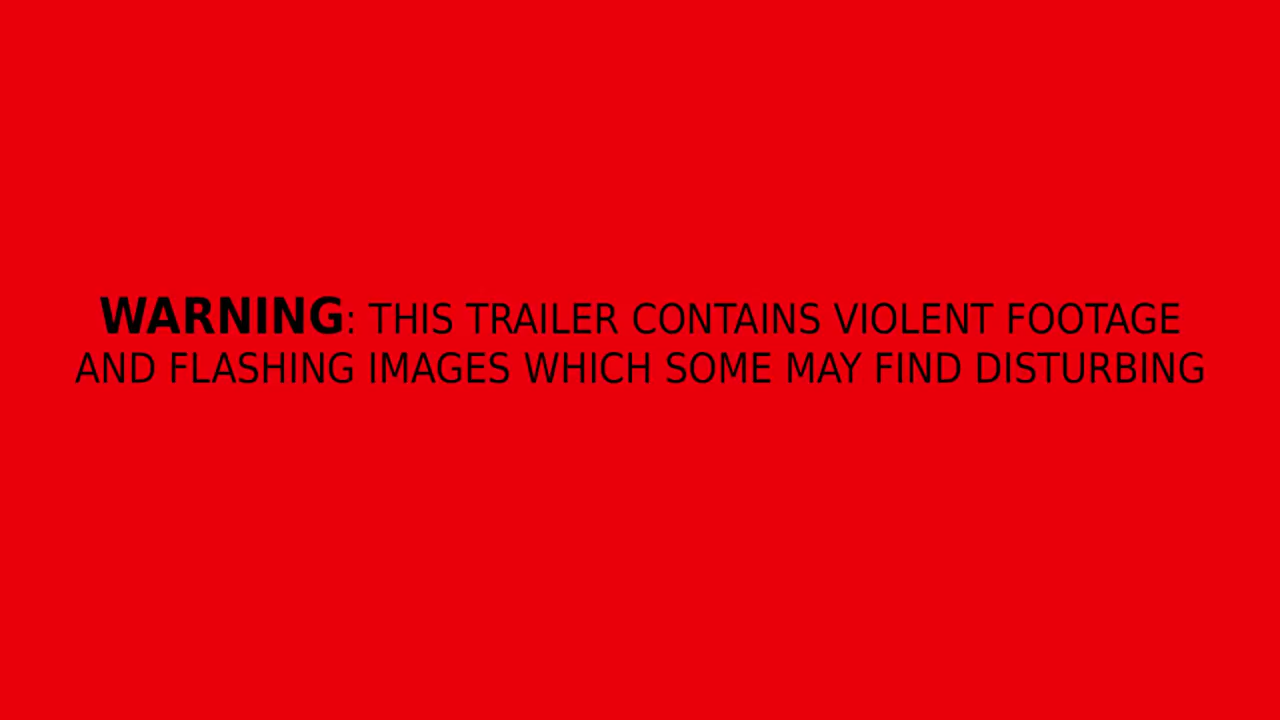 WARNING: THIS TRAILER CONTAINS VIOLENT FOOTAGE
AND FLASHING IMAGES WHICH SOME MAY FIND DISTURBING